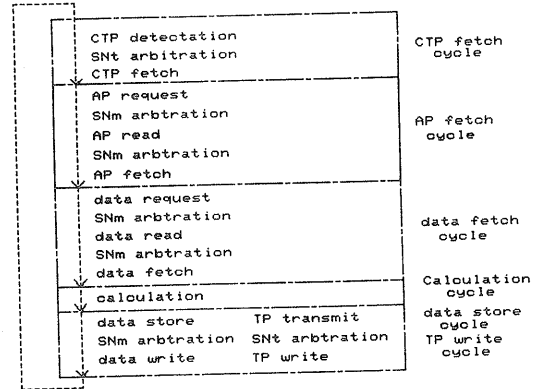 CTP detectation
SNt arbitration
CTP fetch
CTP fetch
cycle
AP request
SNm arbtration
AP read
SNm arbtration
AP fetch
AP fetch
cycle
data request
SNm arbtration
data read
SNm arbtration
data fetch
data fetch
cycle
calculation
Calculation
cycle
data store TP transmit
SNm arbtration SNt arbtration
data write TP write
data store
cycle
TP write
cycle